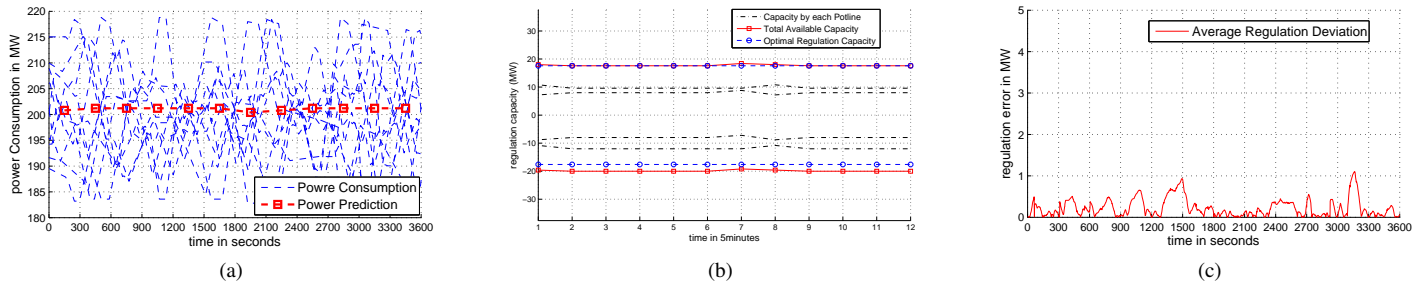 220
215
210
205
200
195
190
185
180
0 300 600 900 1200 1500 1800 2100 2400 2700 3000 3300 3600
power Consumption in MW
time in seconds
Powre Consumption
Power Prediction
(a)
30
20
10
0
−10
−20
−30
1 2 3 4 5 6 7 8 9 10 11 12
regulation capacity (MW)
time in 5minutes
Capacity by each Potline
Total Available Capacity
Optimal Regulation Capacity
(b)
5
4
3
2
1
0
0 300 600 900 1200 1500 1800 2100 2400 2700 3000 3300 3600
regulation error in MW
time in seconds
Average Regulation Deviation
(c)